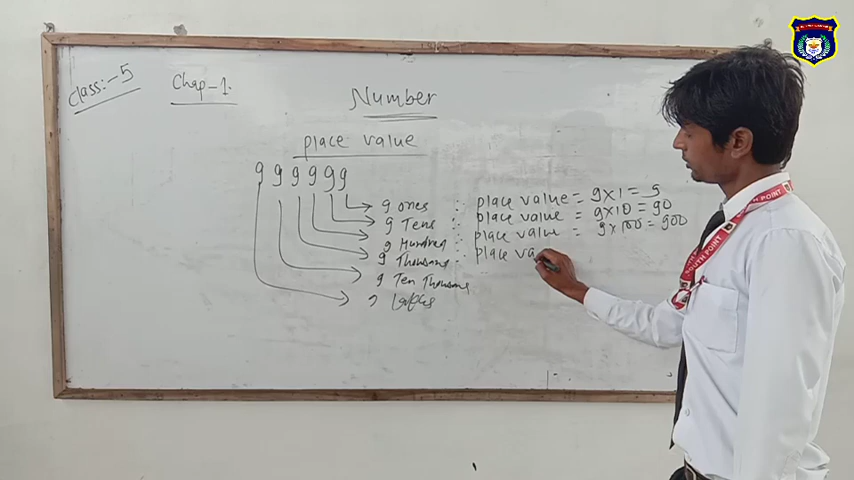 Class:-5
Chap-1.
Number
place value
9 9 9 9 9 9
9 ones ∴ place value = 9×1 = 9
9 Tens ∴ place value = 9×10 = 90
9 Hundred ∴ place value = 9×100 = 900
9 Thousand ∴ place va
9 Ten Thousand
9 Lakhs
SOUTH POINT